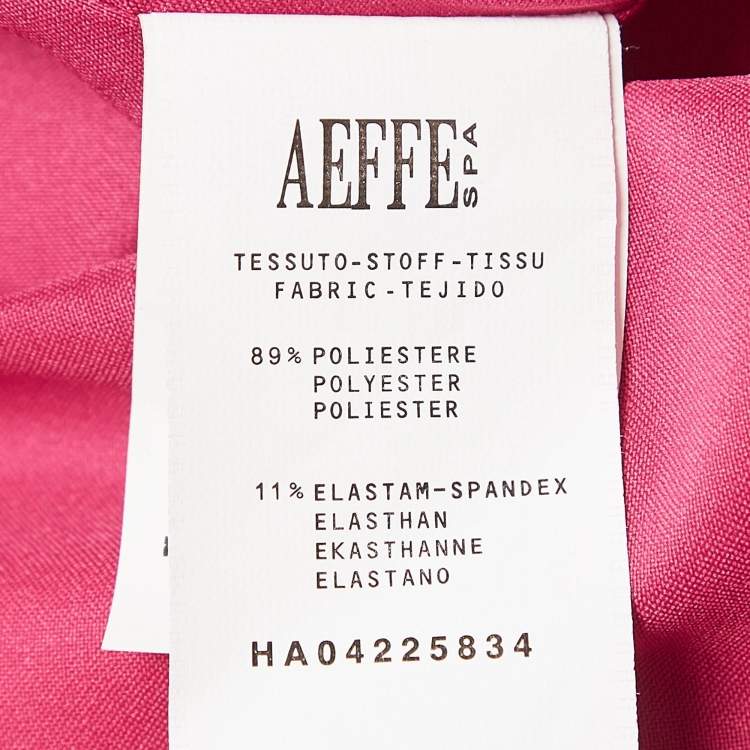 AEFFE SPA
TESSUTO-STOFF-TISSU
FABRIC-TEJIDO
89% POLIESTERE
POLYESTER
POLIESTER
11% ELASTAM-SPANDEX
ELASTHAN
EKASTHANNE
ELASTANO
HA04225834